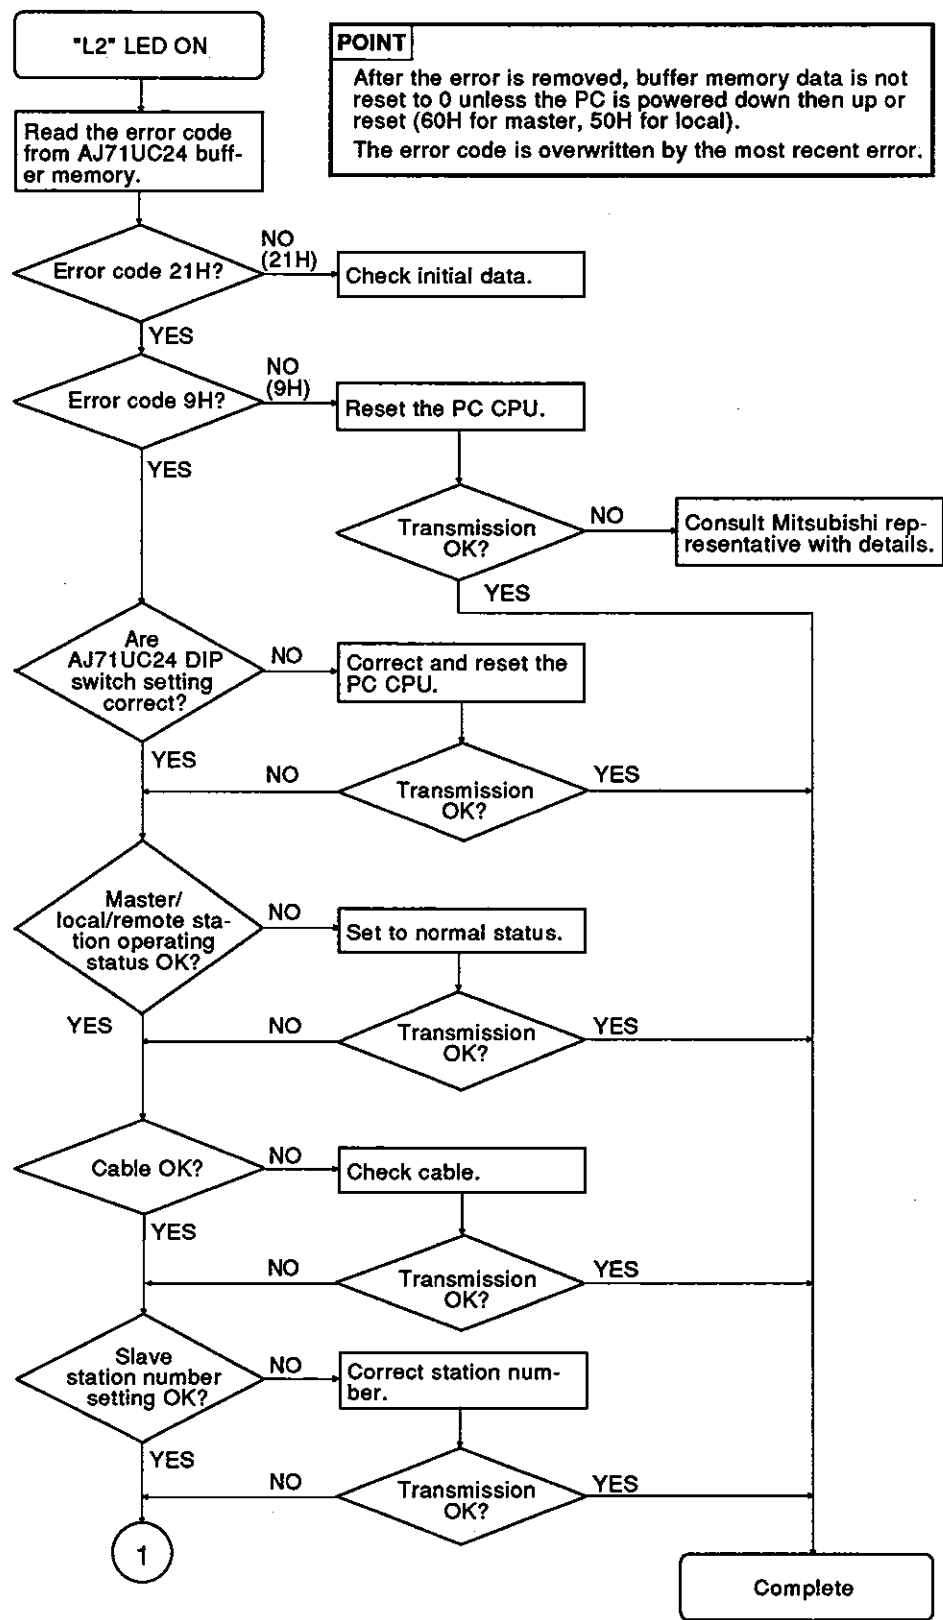 "L2" LED ON
POINT
After the error is removed, buffer memory data is not
reset to 0 unless the PC is powered down then up or
reset (60H for master, 50H for local).
The error code is overwritten by the most recent error.
Read the error code
from AJ71UC24 buff-
er memory.
Error code 21H?
NO
(21H)
Check initial data.
YES
Error code 9H?
NO
(9H)
Reset the PC CPU.
YES
Transmission
OK?
NO
Consult Mitsubishi rep-
resentative with details.
YES
Are
AJ71UC24 DIP
switch setting
correct?
NO
Correct and reset the
PC CPU.
YES
NO
Transmission
OK?
YES
Master/
local/remote sta-
tion operating
status OK?
NO
Set to normal status.
YES
NO
Transmission
OK?
YES
Cable OK?
NO
Check cable.
YES
NO
Transmission
OK?
YES
Slave
station number
setting OK?
NO
Correct station num-
ber.
YES
NO
Transmission
OK?
YES
1
Complete